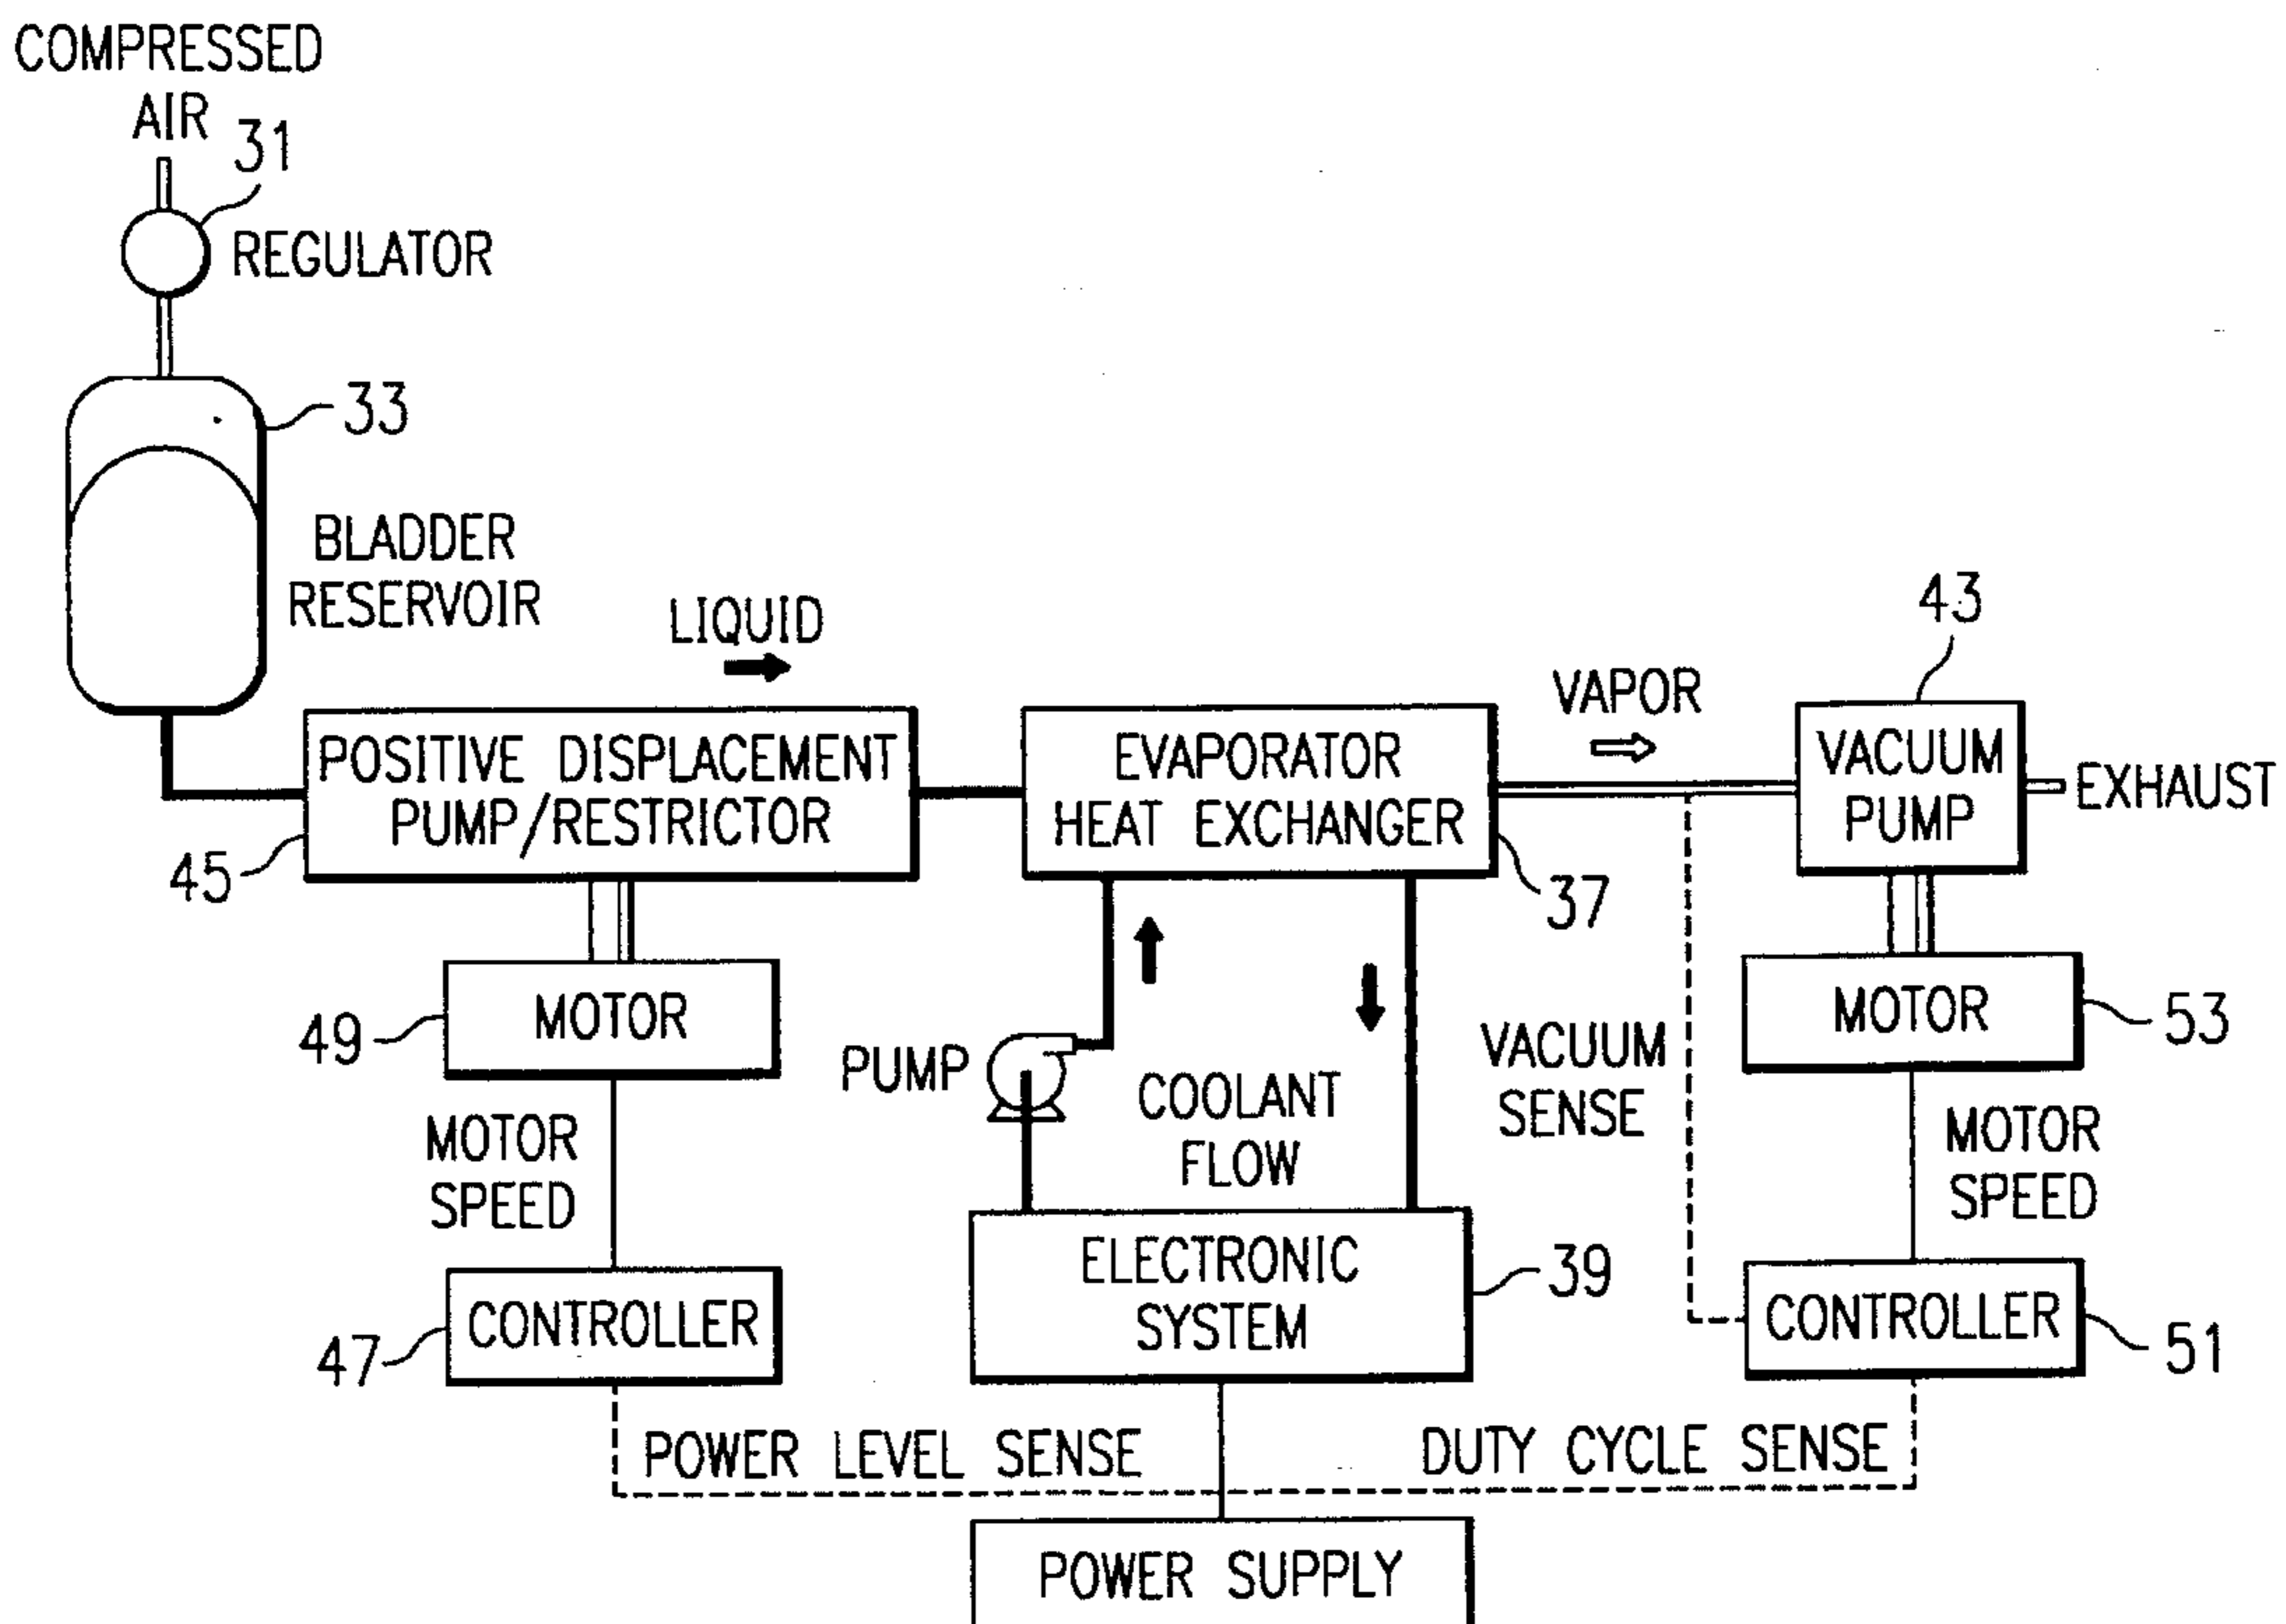 COMPRESSED
AIR
31
REGULATOR
33
BLADDER
RESERVOIR
LIQUID
43
VAPOR
POSITIVE DISPLACEMENT
PUMP/RESTRICTOR
EVAPORATOR
HEAT EXCHANGER
VACUUM
PUMP
EXHAUST
45
37
MOTOR
49
PUMP
COOLANT
FLOW
VACUUM
SENSE
MOTOR
53
MOTOR
SPEED
MOTOR
SPEED
CONTROLLER
47
ELECTRONIC
SYSTEM
39
CONTROLLER
51
POWER LEVEL SENSE
DUTY CYCLE SENSE
POWER SUPPLY